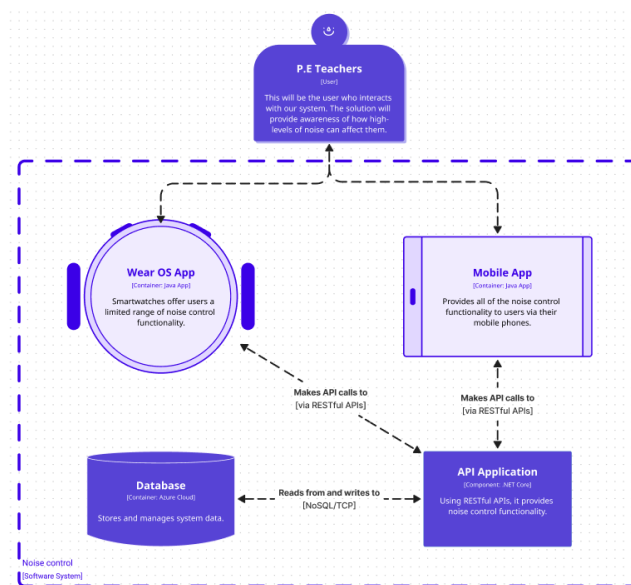 P.E Teachers
[User]
This will be the user who interacts
with our system. The solution will
provide awareness of how high-
levels of noise can affect them.
Wear OS App
[Container: Java App]
Smartwatches offer users a
limited range of noise control
functionality.
Mobile App
[Container: Java App]
Provides all of the noise control
functionality to users via their
mobile phones.
Makes API calls to
[via RESTful APIs]
Makes API calls to
[via RESTful APIs]
Database
[Container: Azure Cloud]
Stores and manages system data.
Reads from and writes to
[NoSQL/TCP]
API Application
[Component: .NET Core]
Using RESTful APIs, it provides
noise control functionality.
Noise control
[Software System]